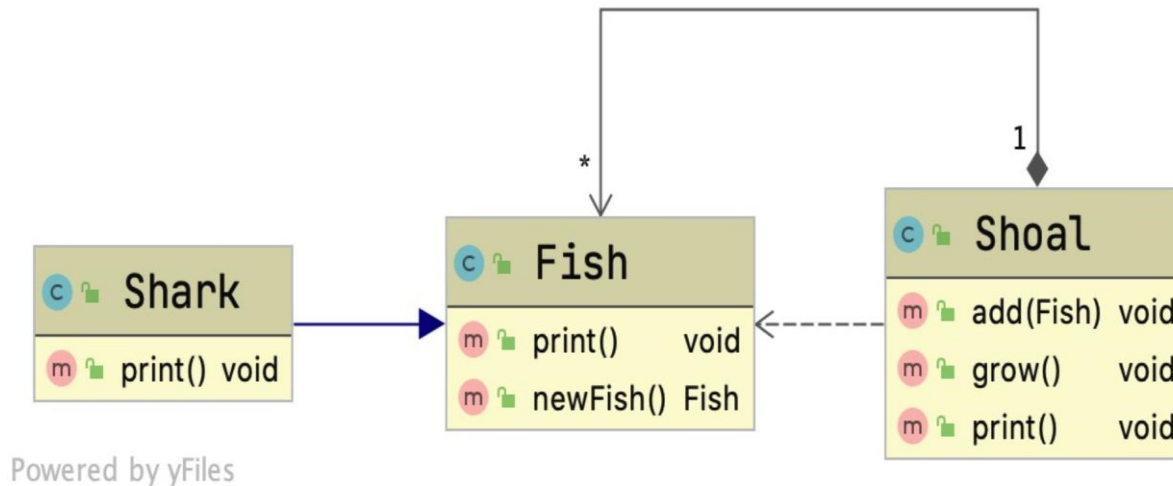 1
*
Shark
c
m print() void
Fish
c
m print() void
m newFish() Fish
Shoal
c
m add(Fish) void
m grow() void
m print() void
Powered by yFiles